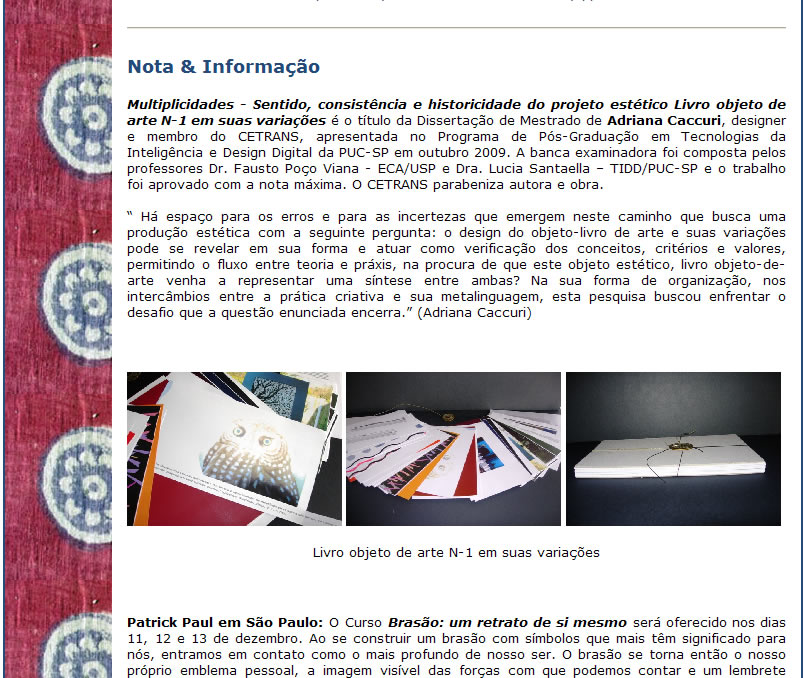 Nota & Informação
Multiplicidades - Sentido, consistência e historicidade do projeto estético Livro objeto de
arte N-1 em suas variações é o título da Dissertação de Mestrado de Adriana Caccuri, designer
e membro do CETRANS, apresentada no Programa de Pós-Graduação em Tecnologias da
Inteligência e Design Digital da PUC-SP em outubro 2009. A banca examinadora foi composta pelos
professores Dr. Fausto Poço Viana - ECA/USP e Dra. Lucia Santaella – TIDD/PUC-SP e o trabalho
foi aprovado com a nota máxima. O CETRANS parabeniza autora e obra.
“ Há espaço para os erros e para as incertezas que emergem neste caminho que busca uma
produção estética com a seguinte pergunta: o design do objeto-livro de arte e suas variações
pode se revelar em sua forma e atuar como verificação dos conceitos, critérios e valores,
permitindo o fluxo entre teoria e práxis, na procura de que este objeto estético, livro objeto-de-
arte venha a representar uma síntese entre ambas? Na sua forma de organização, nos
intercâmbios entre a prática criativa e sua metalinguagem, esta pesquisa buscou enfrentar o
desafio que a questão enunciada encerra.” (Adriana Caccuri)
Livro objeto de arte N-1 em suas variações
Patrick Paul em São Paulo: O Curso Brasão: um retrato de si mesmo será oferecido nos dias
11, 12 e 13 de dezembro. Ao se construir um brasão com símbolos que mais têm significado para
nós, entramos em contato como o mais profundo de nosso ser. O brasão se torna então o nosso
próprio emblema pessoal, a imagem visível das forças com que podemos contar e um lembrete